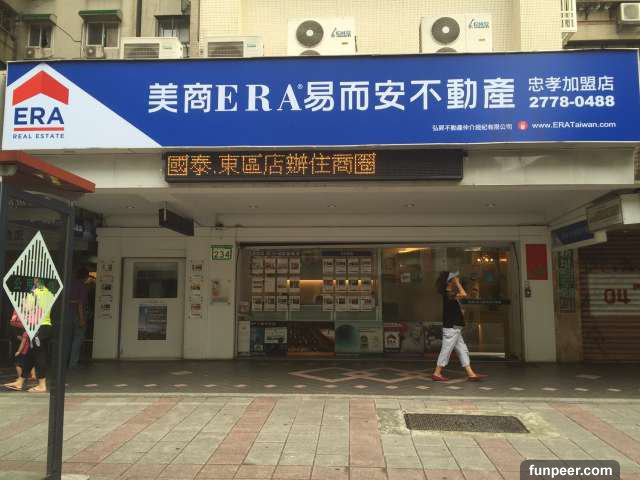 ERA
REAL ESTATE
美商ERA®易而安不動產
忠孝加盟店
2778-0488
弘昇不動產仲介經紀有限公司 www.ERATaiwan.com
國泰.東區店辦住商圈
234
04
funpeer.com